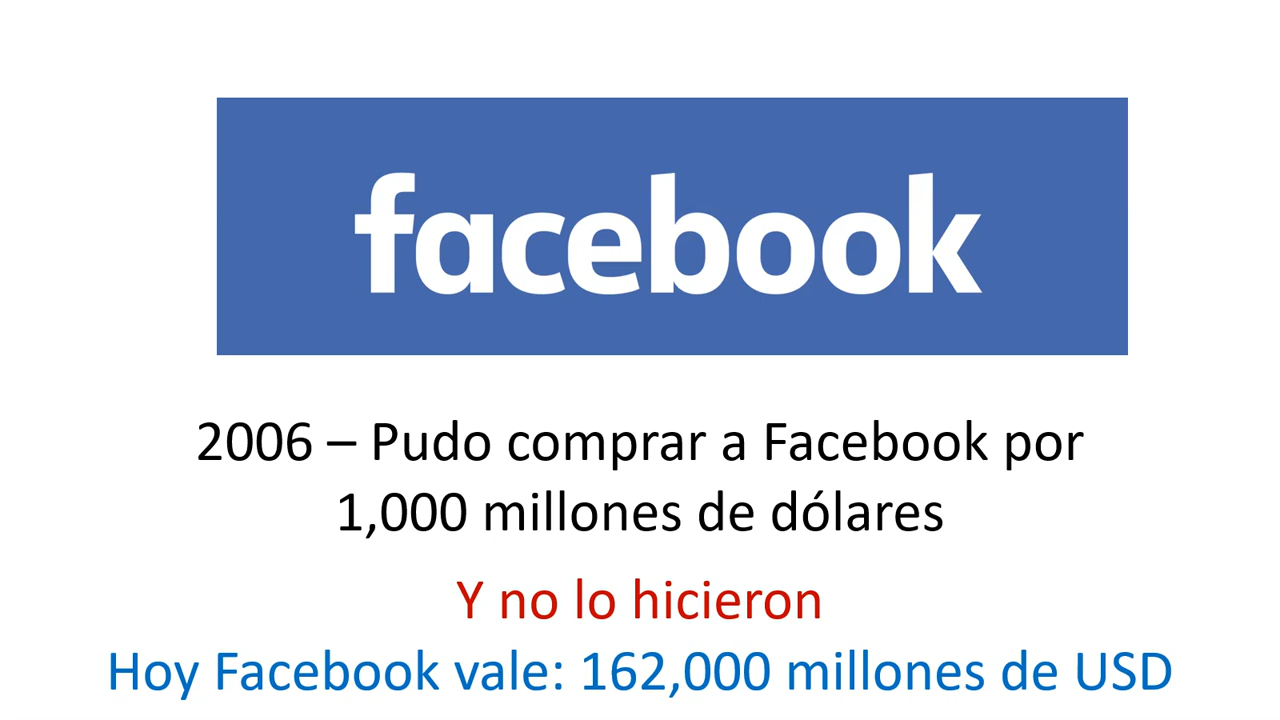 facebook
2006 – Pudo comprar a Facebook por
1,000 millones de dólares
Y no lo hicieron
Hoy Facebook vale: 162,000 millones de USD